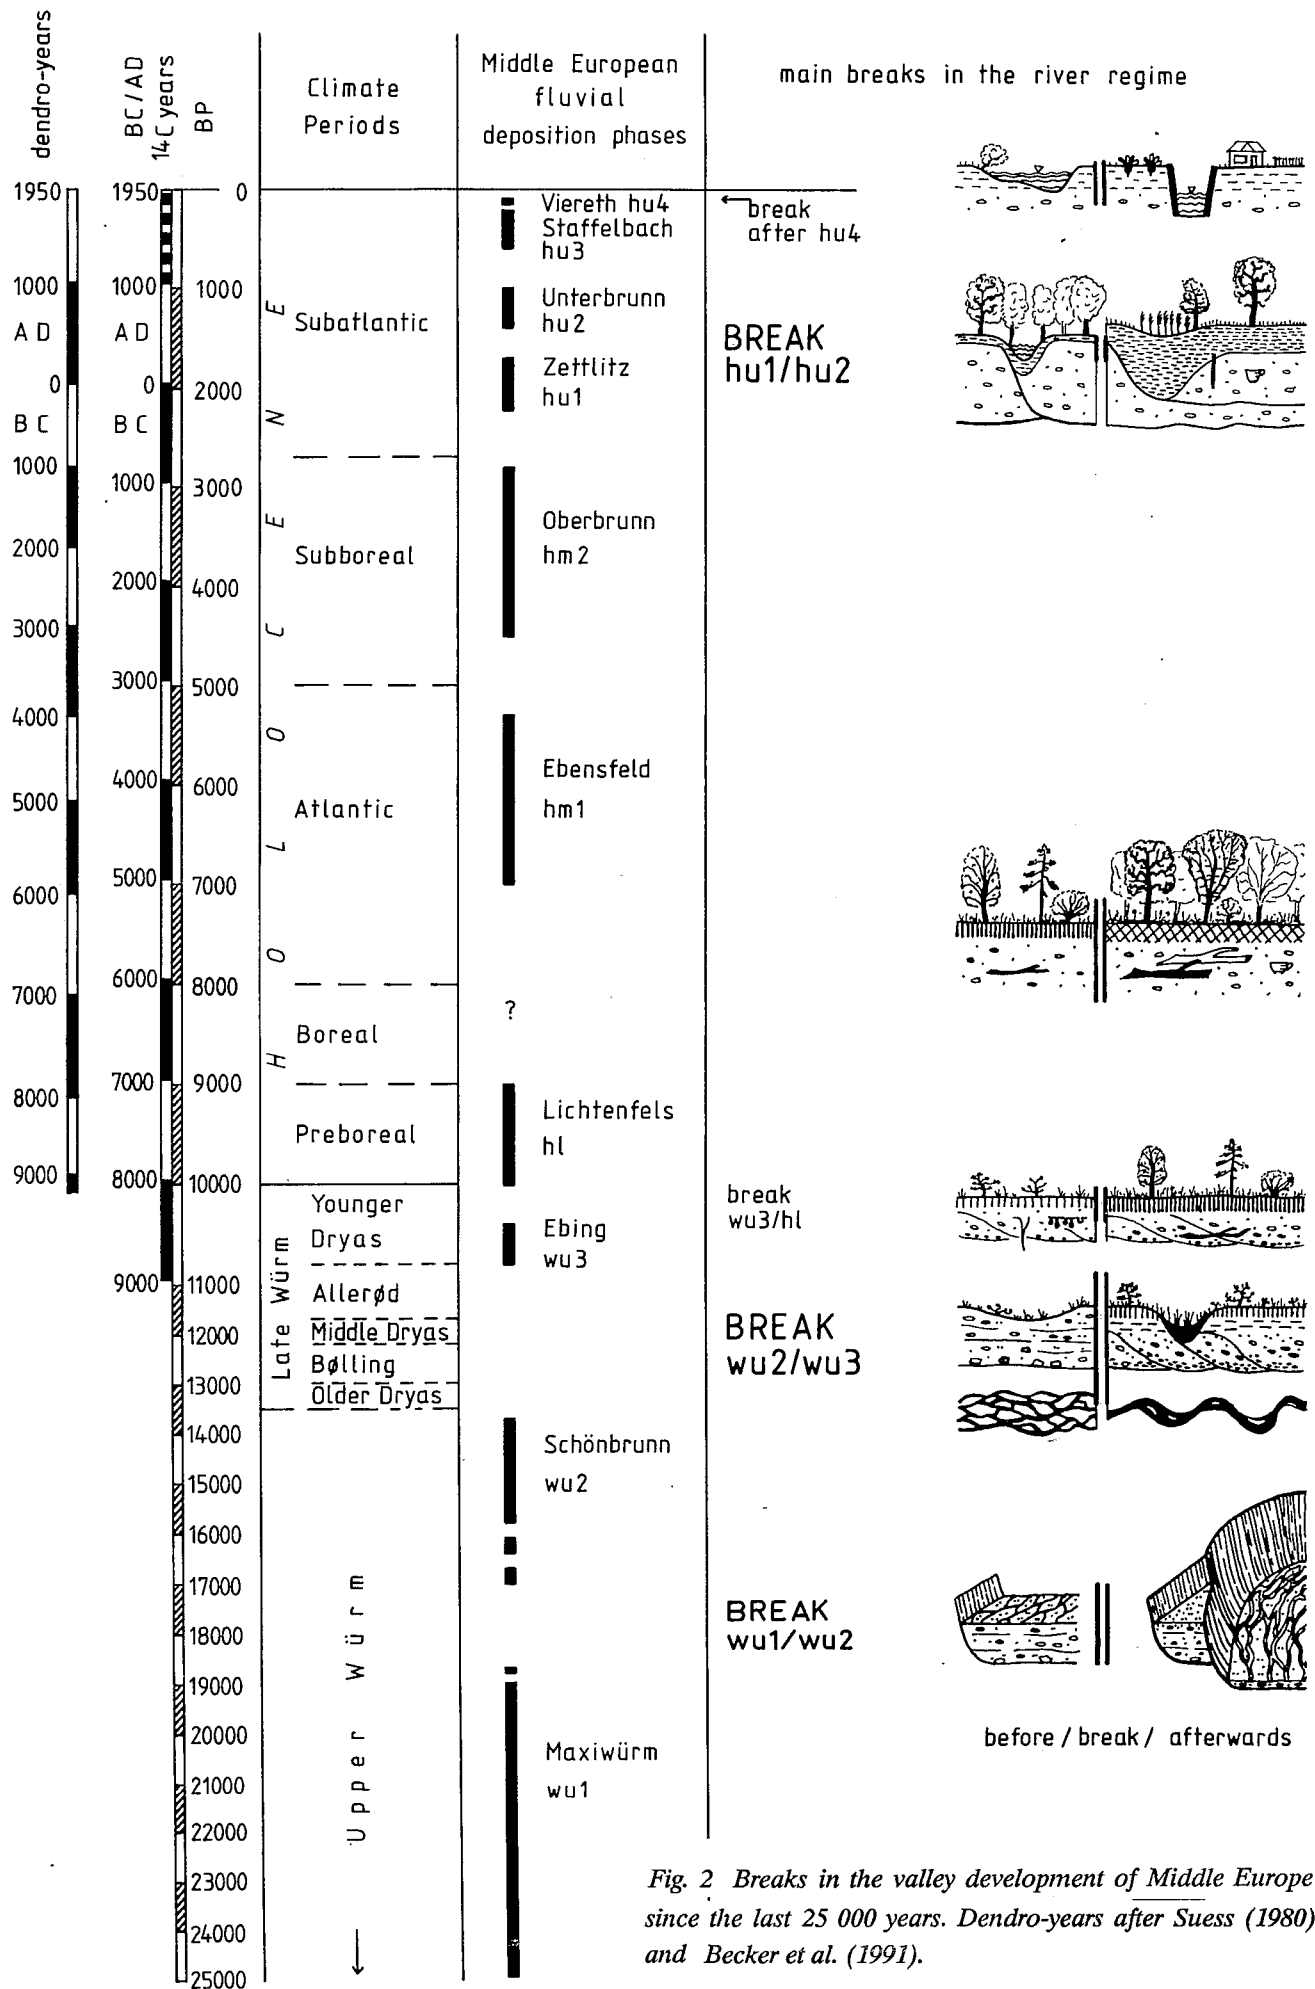 dendro-years
BC/AD
14C years
BP
Climate
Periods
Middle European
fluvial
deposition phases
main breaks in the river regime
1950
1000
AD
0
BC
1000
2000
3000
4000
5000
6000
7000
8000
9000
1950
1000
AD
0
BC
1000
2000
3000
4000
5000
6000
7000
8000
9000
0
1000
2000
3000
4000
5000
6000
7000
8000
9000
10000
11000
12000
13000
14000
15000
16000
17000
18000
19000
20000
21000
22000
23000
24000
25000
HOLOCENE
Subatlantic
Subboreal
Atlantic
Boreal
Preboreal
Late Würm
Younger
Dryas
Allerød
Middle Dryas
Bølling
Older Dryas
Upper Würm
Viereth hu4
Staffelbach
hu3
Unterbrunn
hu2
Zettlitz
hu1
Oberbrunn
hm2
Ebensfeld
hm1
?
Lichtenfels
hl
Ebing
wu3
Schönbrunn
wu2
Maxiwürm
wu1
break
after hu4
BREAK
hu1/hu2
break
wu3/hl
BREAK
wu2/wu3
BREAK
wu1/wu2
before / break / afterwards
Fig. 2 Breaks in the valley development of Middle Europe
since the last 25 000 years. Dendro-years after Suess (1980)
and Becker et al. (1991).